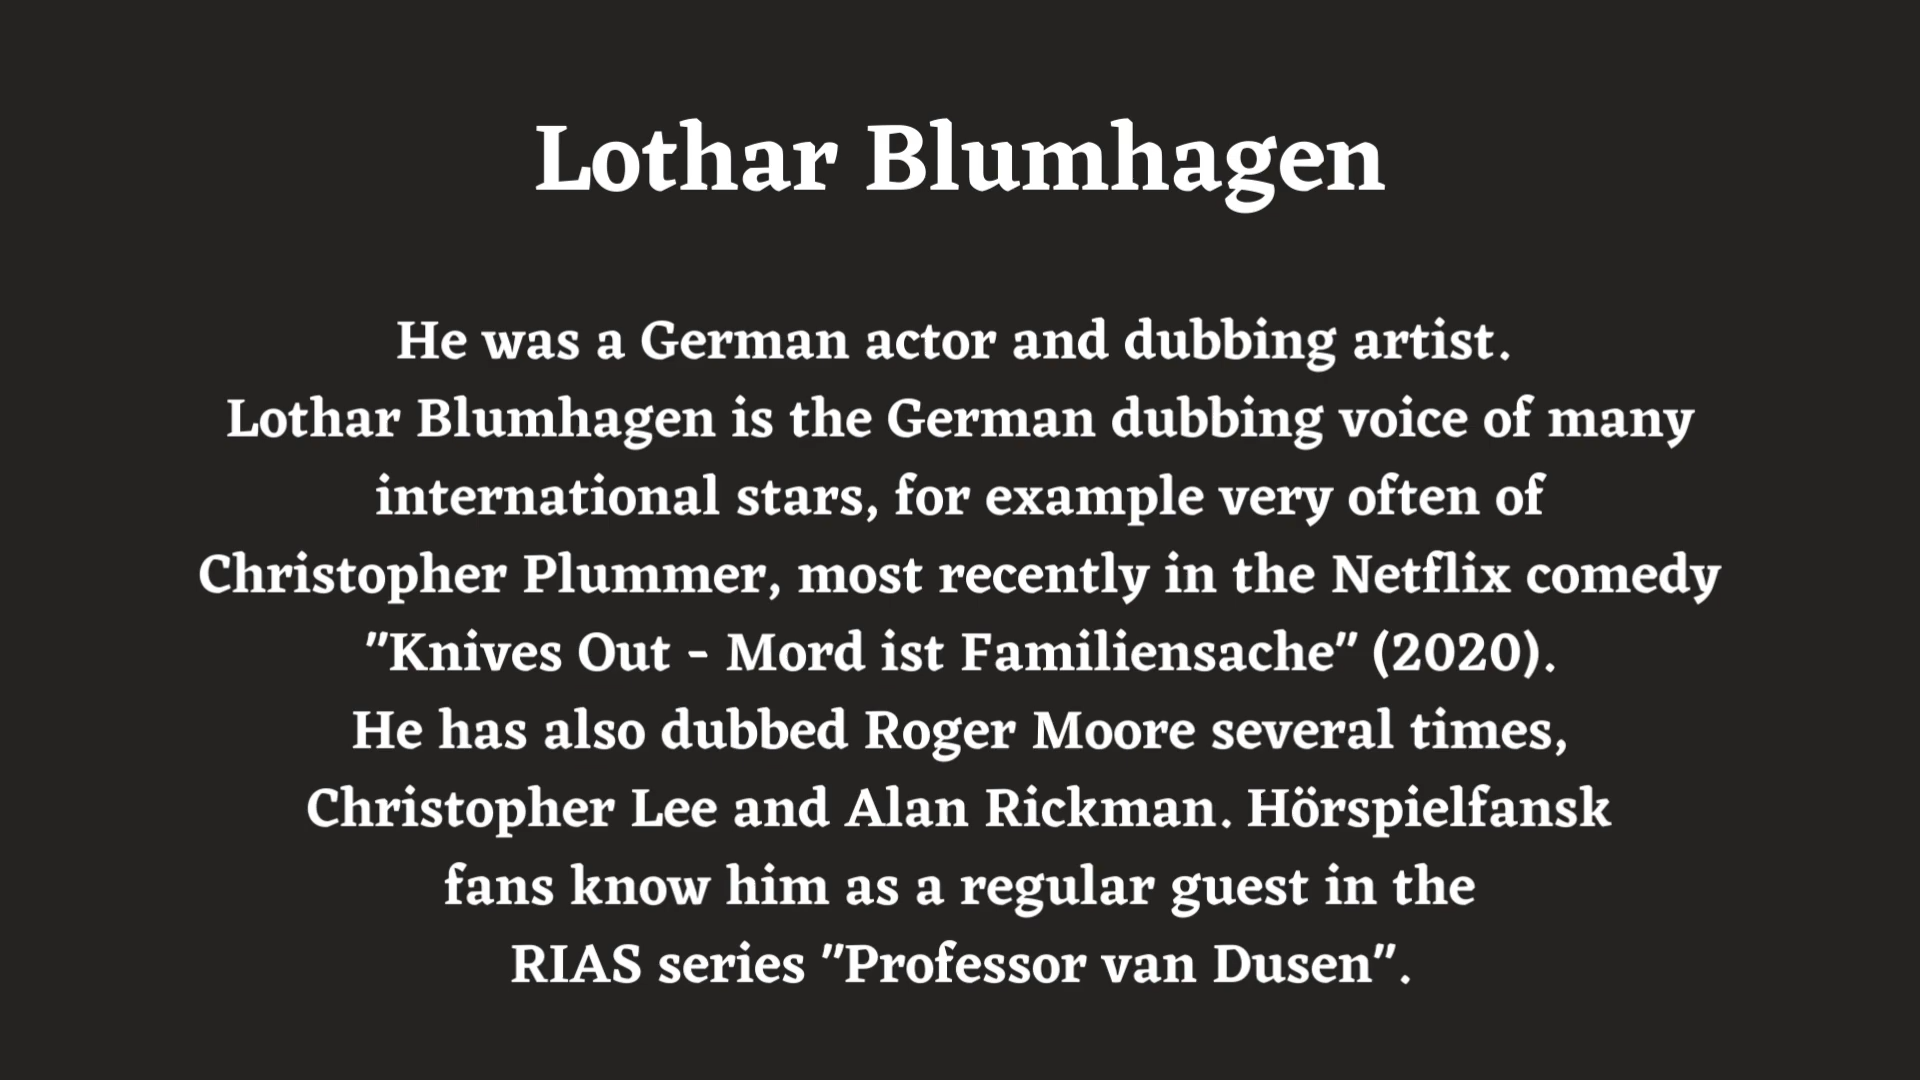 Lothar Blumhagen
He was a German actor and dubbing artist.
Lothar Blumhagen is the German dubbing voice of many
international stars, for example very often of
Christopher Plummer, most recently in the Netflix comedy
"Knives Out - Mord ist Familiensache" (2020).
He has also dubbed Roger Moore several times,
Christopher Lee and Alan Rickman. Hörspielfansk
fans know him as a regular guest in the
RIAS series "Professor van Dusen".